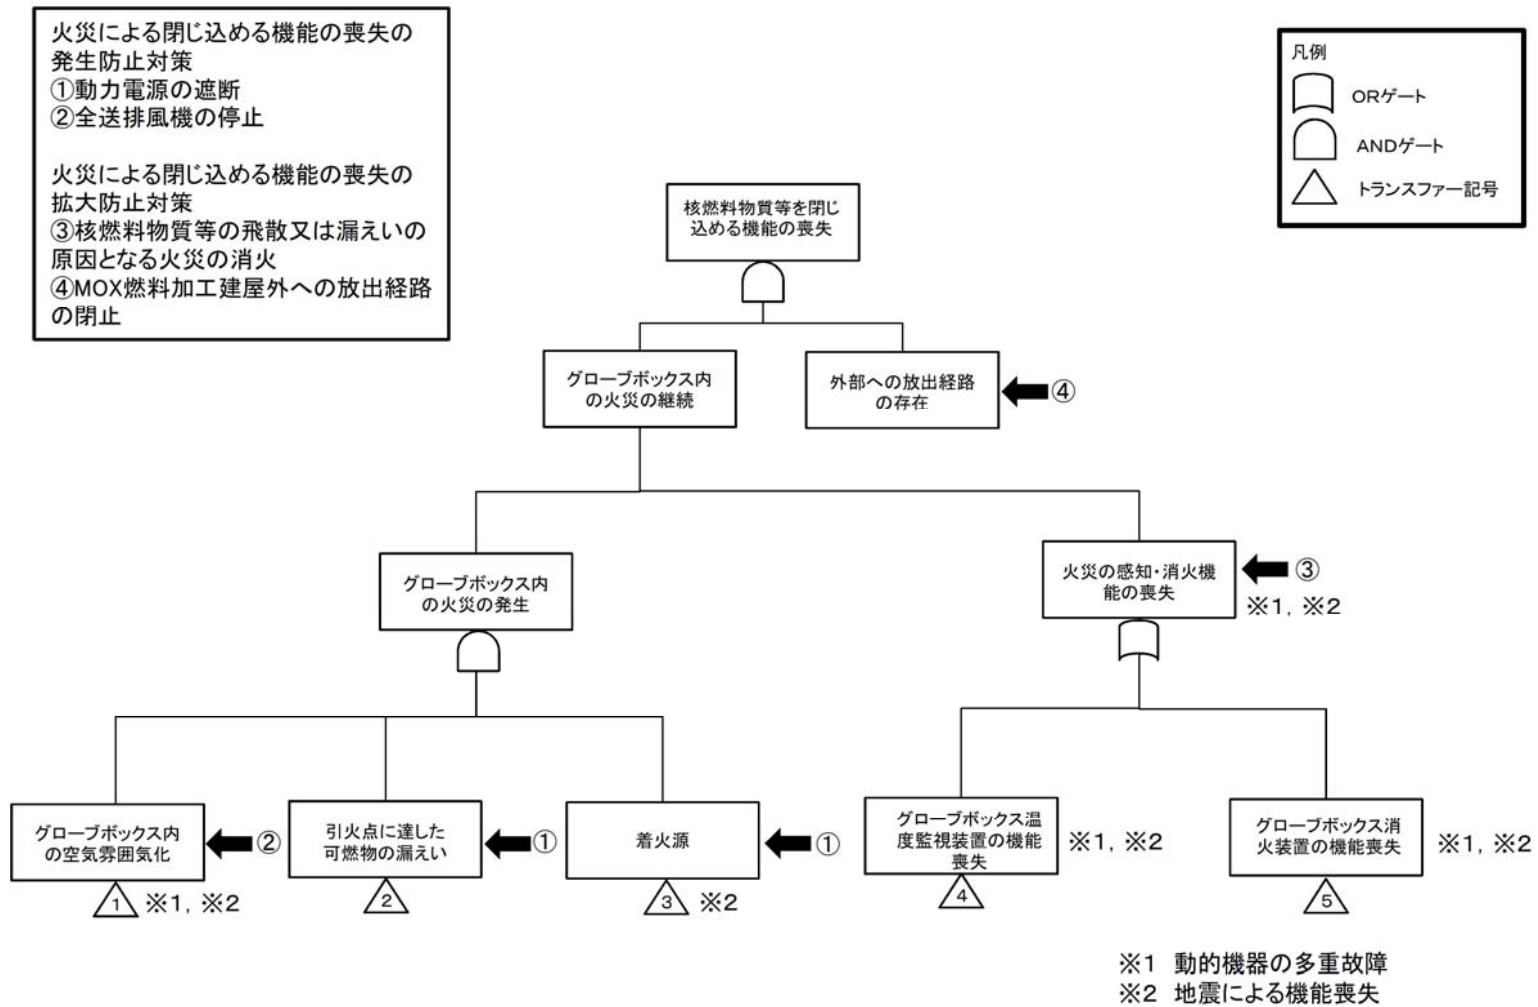 火災による閉じ込める機能の喪失の
発生防止対策
①動力電源の遮断
②全送排風機の停止
火災による閉じ込める機能の喪失の
拡大防止対策
③核燃料物質等の飛散又は漏えいの
原因となる火災の消火
④MOX燃料加工建屋外への放出経路
の閉止
凡例
ORゲート
ANDゲート
トランスファー記号
核燃料物質等を閉じ
込める機能の喪失
グローブボックス内
の火災の継続
外部への放出経路
の存在
④
グローブボックス内
の火災の発生
火災の感知・消火機
能の喪失
③
※1, ※2
グローブボックス内
の空気雰囲気化
②
1
※1, ※2
引火点に達した
可燃物の漏えい
①
2
着火源
①
3
※2
グローブボックス温
度監視装置の機能
喪失
※1, ※2
4
グローブボックス消
火装置の機能喪失
※1, ※2
5
※1 動的機器の多重故障
※2 地震による機能喪失